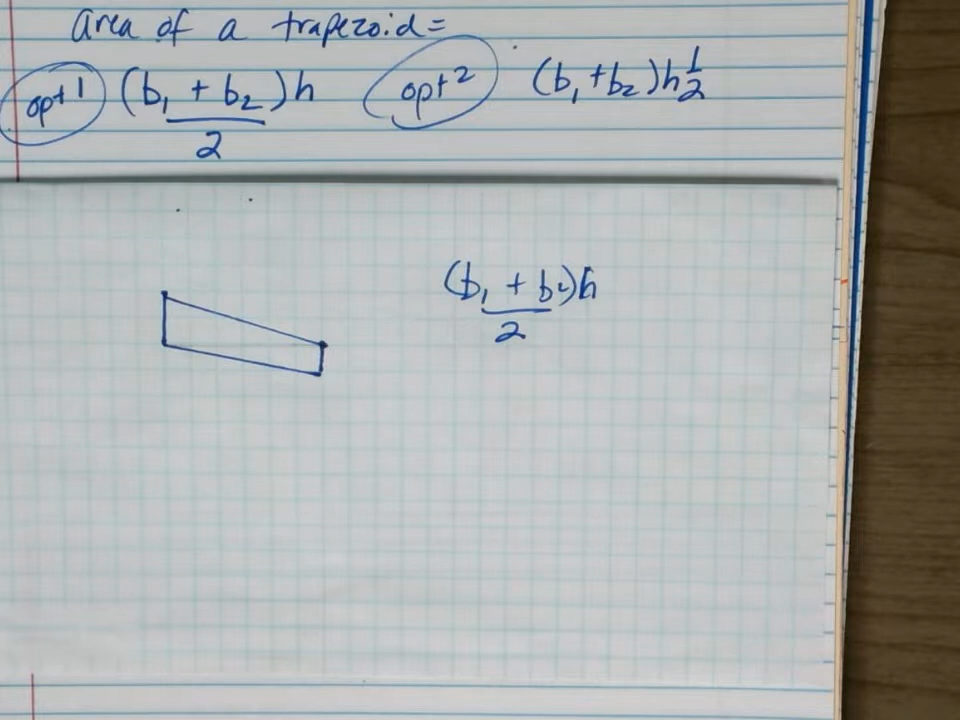 area of a trapezoid=
opt 1 (b₁ + b₂)h opt 2 (b₁+b₂)h ½
2
(b₁ + b₂)h
2